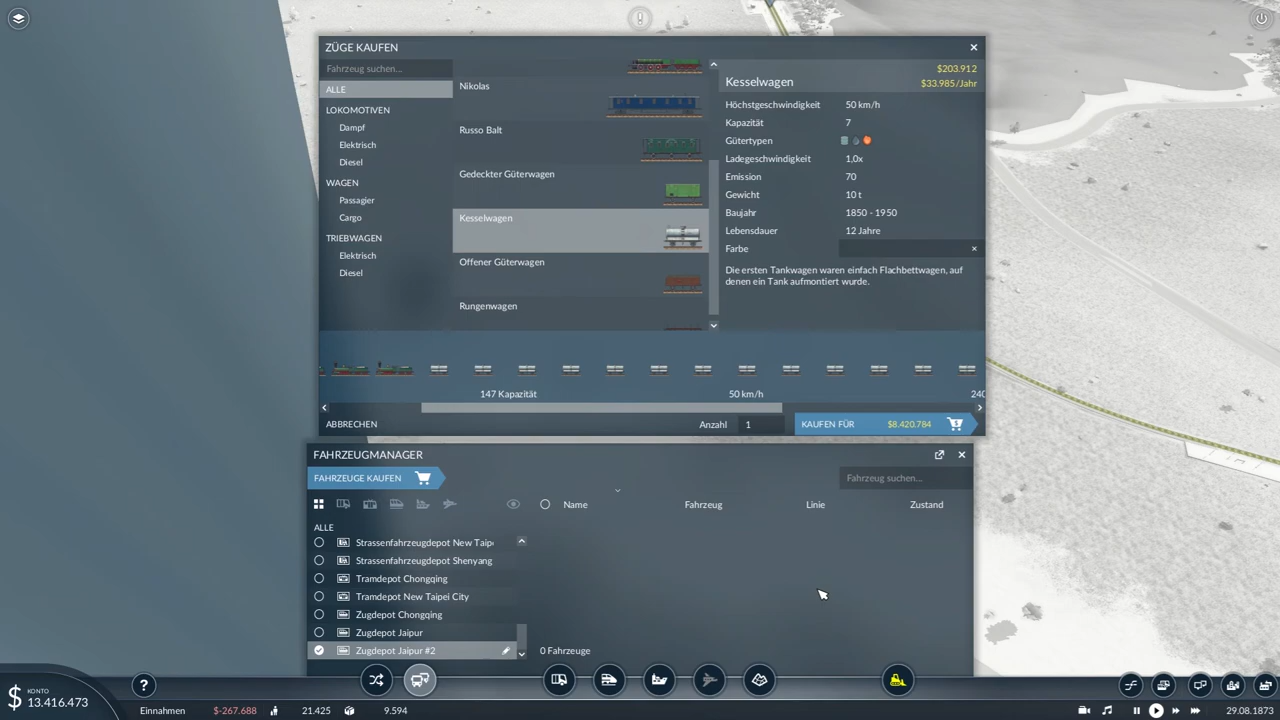 ZÜGE KAUFEN
Fahrzeug suchen...
ALLE
LOKOMOTIVEN
Dampf
Elektrisch
Diesel
WAGEN
Passagier
Cargo
TRIEBWAGEN
Elektrisch
Diesel
Nikolas
Russo Balt
Gedeckter Güterwagen
Kesselwagen
Offener Güterwagen
Rungenwagen
Kesselwagen
$203.912
$33.985/Jahr
Höchstgeschwindigkeit 50 km/h
Kapazität 7
Gütertypen
Ladegeschwindigkeit 1,0x
Emission 70
Gewicht 10 t
Baujahr 1850 - 1950
Lebensdauer 12 Jahre
Farbe
Die ersten Tankwagen waren einfach Flachbettwagen, auf
denen ein Tank aufmontiert wurde.
147 Kapazität 50 km/h 240
ABBRECHEN Anzahl 1 KAUFEN FÜR $8.420.784
FAHRZEUGMANAGER
FAHRZEUGE KAUFEN Fahrzeug suchen...
Name Fahrzeug Linie Zustand
ALLE
Strassenfahrzeugdepot New Taipe
Strassenfahrzeugdepot Shenyang
Tramdepot Chongqing
Tramdepot New Taipei City
Zugdepot Chongqing
Zugdepot Jaipur
Zugdepot Jaipur #2 0 Fahrzeuge
$ KONTO
13.416.473
?
Einnahmen $-267.688 21.425 9.594 29.08.1873